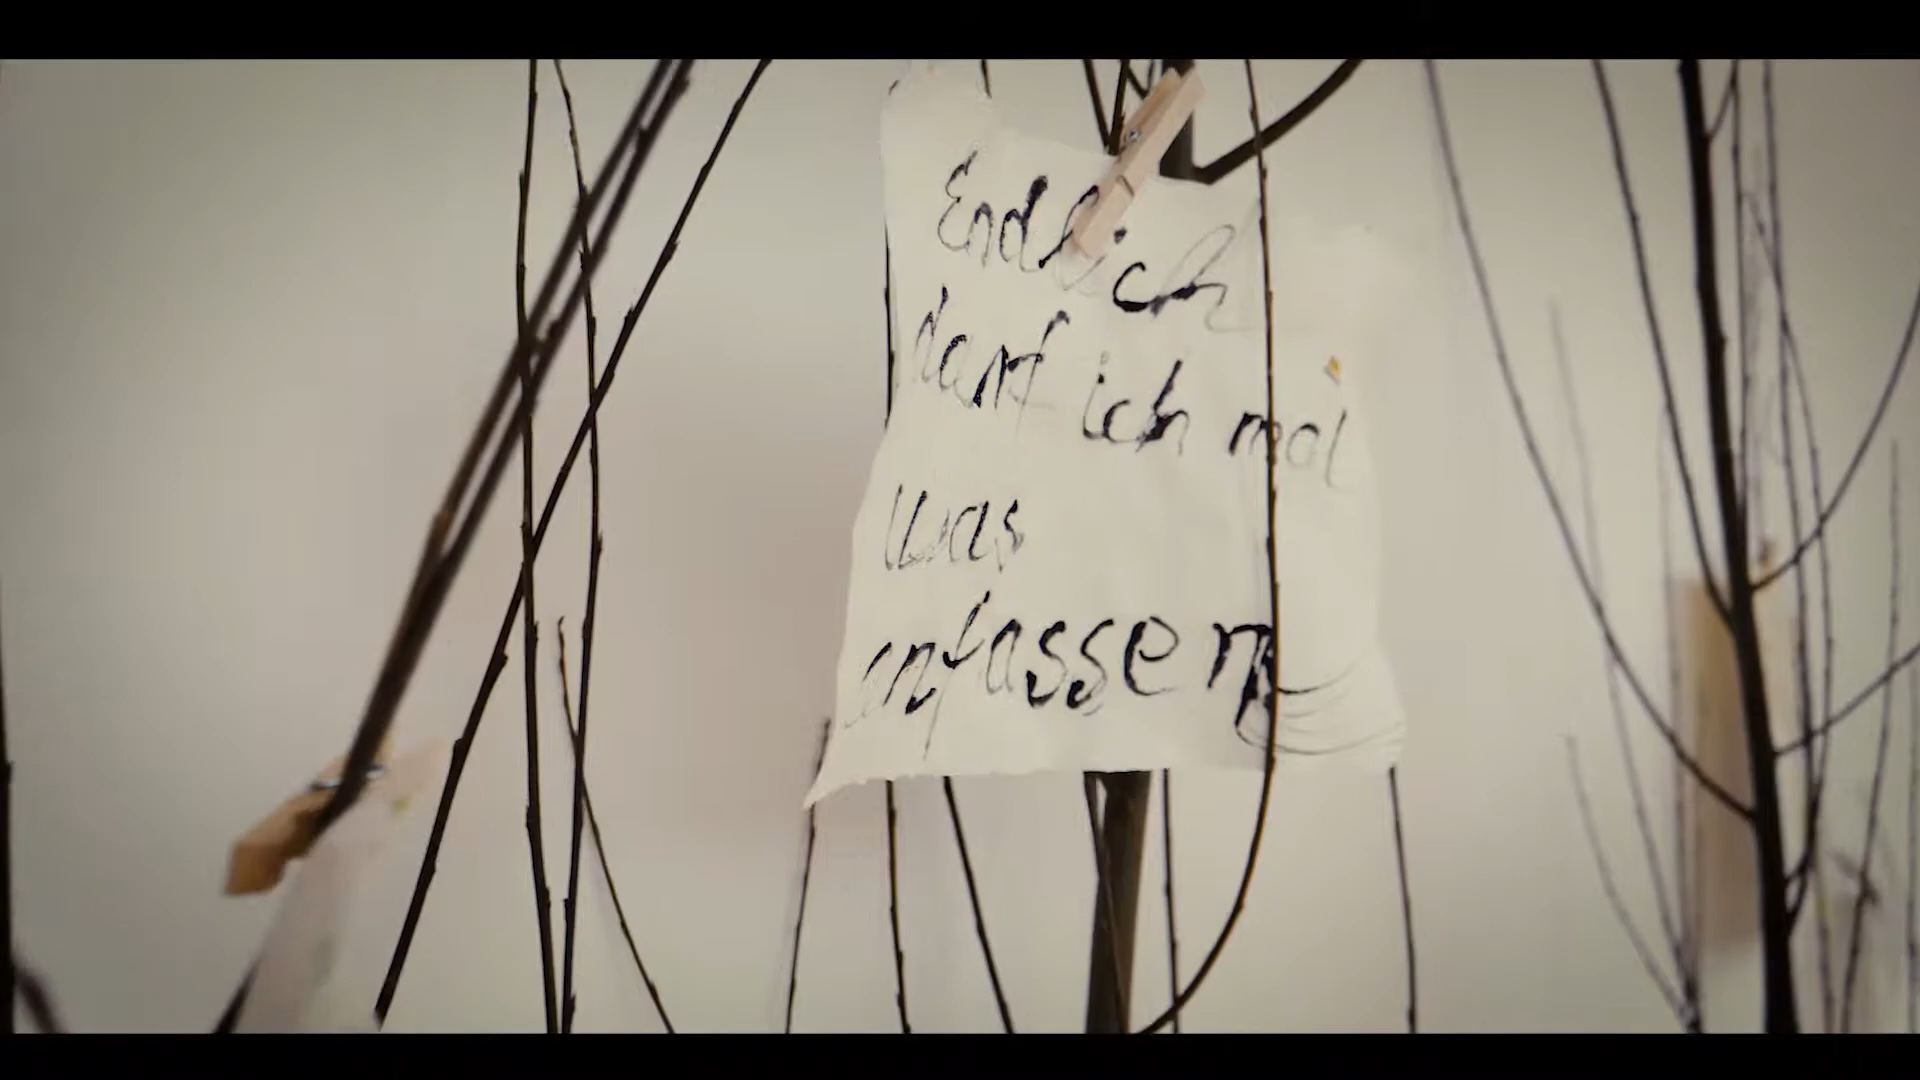 Endlich
darf ich mal
was
anfassen